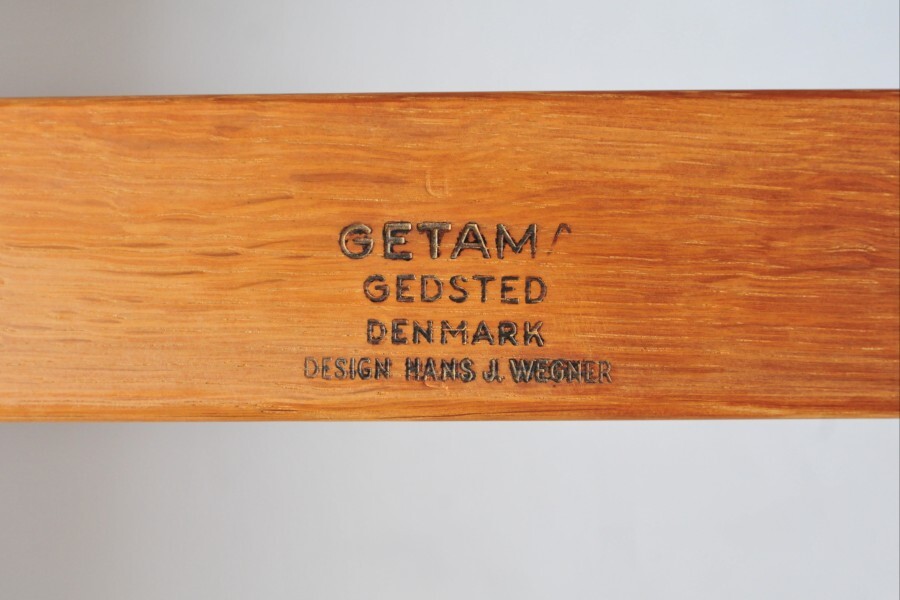 GETAMA
GEDSTED
DENMARK
DESIGN HANS J. WEGNER